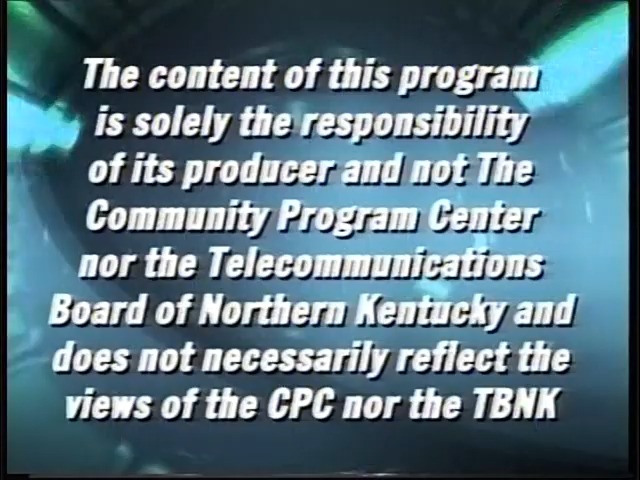 The content of this program
is solely the responsibility
of its producer and not The
Community Program Center
nor the Telecommunications
Board of Northern Kentucky and
does not necessarily reflect the
views of the CPC nor the TBNK